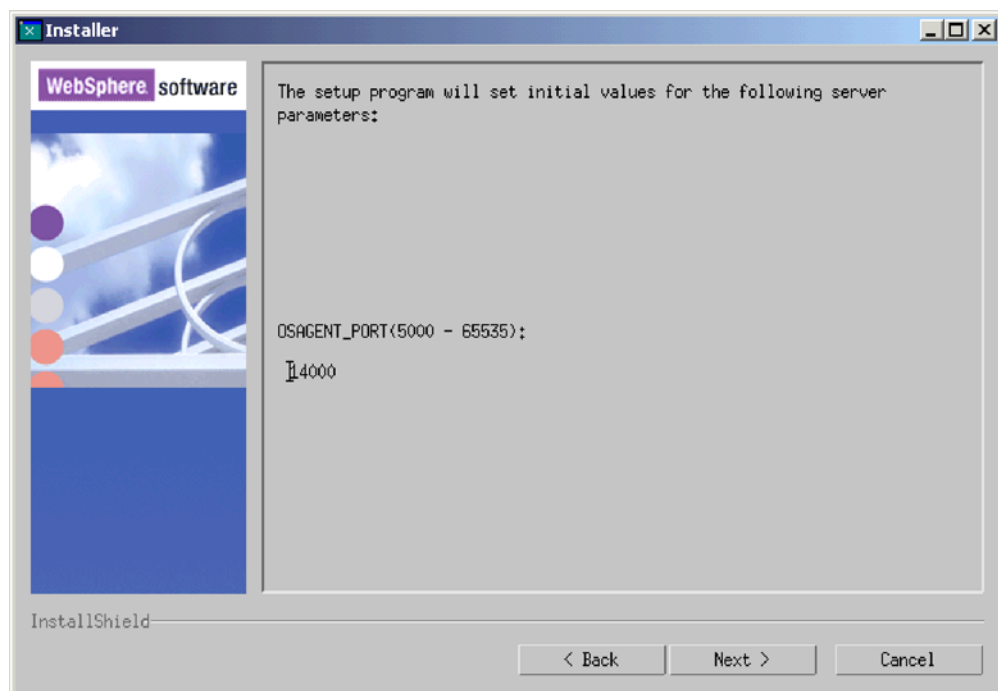 Installer
WebSphere software
The setup program will set initial values for the following server
parameters:
OSAGENT_PORT(5000 - 65535):
14000
InstallShield
< Back
Next >
Cancel